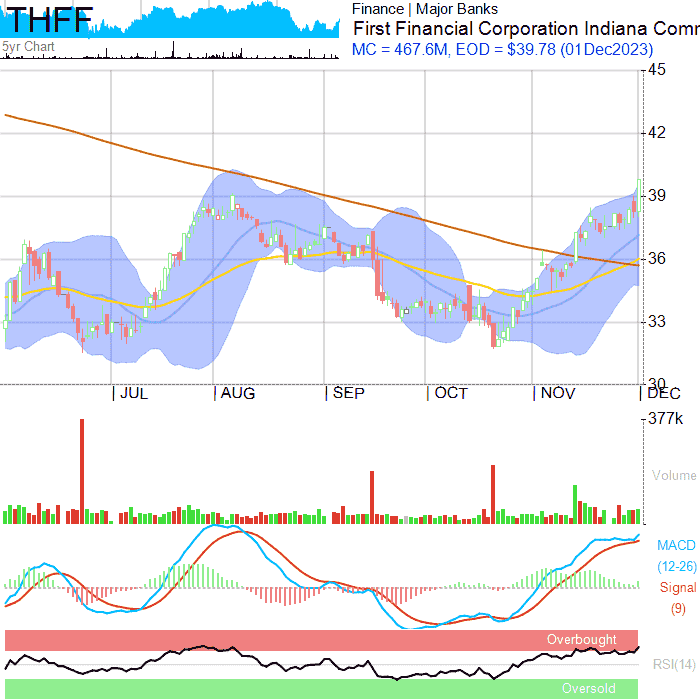 THFF
Finance | Major Banks
First Financial Corporation Indiana Comm
MC = 467.6M, EOD = $39.78 (01Dec2023)
5yr Chart
45
42
39
36
33
30
JUL AUG SEP OCT NOV DEC
377k
Volume
MACD
(12-26)
Signal
(9)
Overbought
RSI(14)
Oversold